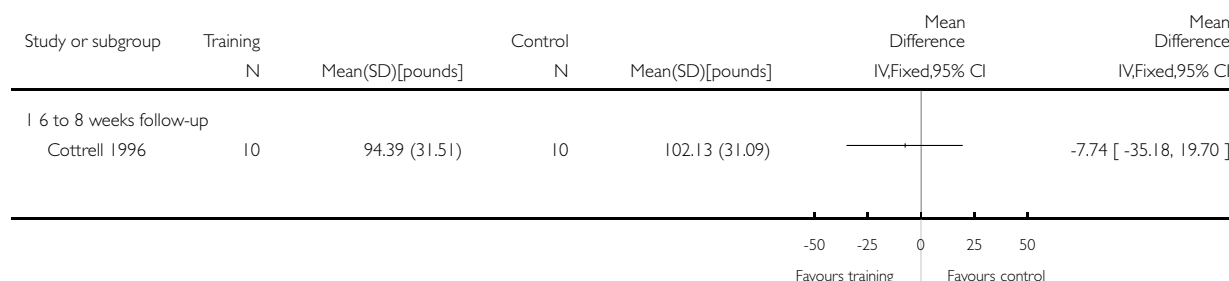 Mean Mean
Study or subgroup Training Control Difference Difference
N Mean(SD)[pounds] N Mean(SD)[pounds] IV,Fixed,95% CI IV,Fixed,95% CI
1 6 to 8 weeks follow-up
Cottrell 1996 10 94.39 (31.51) 10 102.13 (31.09) -7.74 [ -35.18, 19.70 ]
-50 -25 0 25 50
Favours training Favours control